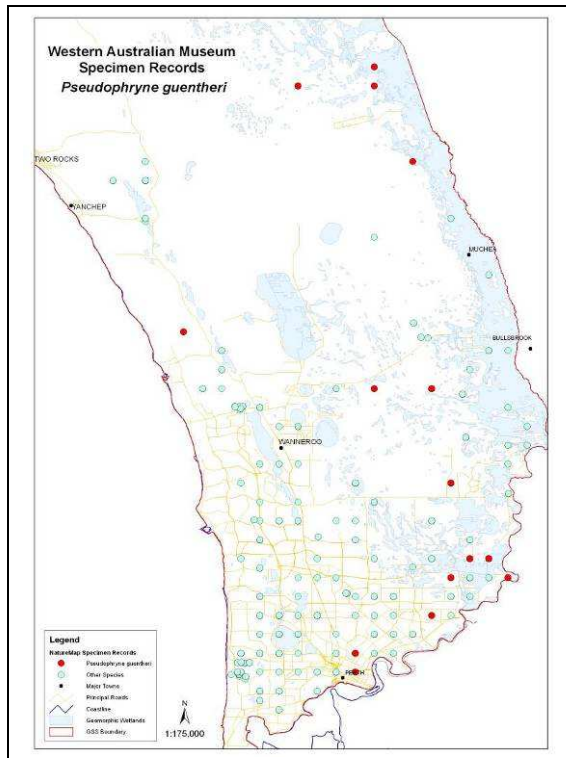 Western Australian Museum
Specimen Records
Pseudophryne guentheri
TWO ROCKS
YANCHEP
MUCHEA
BULLSBROOK
WANNEROO
PERTH
Legend
NatureMap Specimen Records
Pseudophryne guentheri
Other Species
Major Towns
Principal Roads
Coastline
Geomorphic Wetlands
GSS Boundary
N
1:175,000